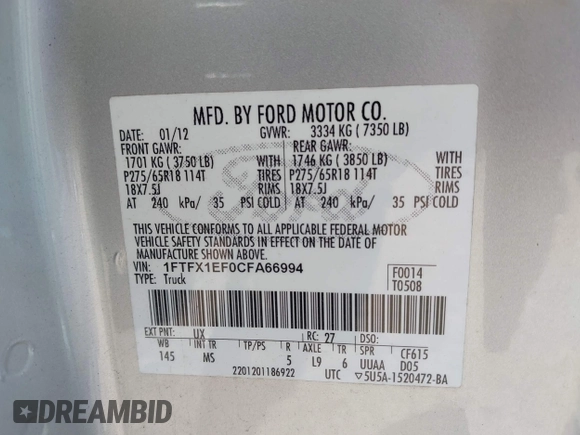 MFD. BY FORD MOTOR CO.
DATE: 01/12 GVWR: 3334 KG ( 7350 LB)
FRONT GAWR: REAR GAWR:
1701 KG ( 3750 LB) WITH 1746 KG ( 3850 LB) WITH
P275/65R18 114T TIRES P275/65R18 114T TIRES
18X7.5J RIMS 18X7.5J RIMS
AT 240 kPa/ 35 PSI COLD AT 240 kPa/ 35 PSI COLD
THIS VEHICLE CONFORMS TO ALL APPLICABLE FEDERAL MOTOR
VEHICLE SAFETY STANDARDS IN EFFECT ON THE DATE OF
MANUFACTURE SHOWN ABOVE.
VIN: 1FTFX1EF0CFA66994
TYPE: Truck
F0014
T0508
EXT PNT: UX RC: 27 DSO:
WB INT TR TP/PS R AXLE TR SPR CF615
145 MS 5 L9 6 UUAA D05
2201201186922 UTC 5U5A-1520472-BA
Ford
DREAMBID